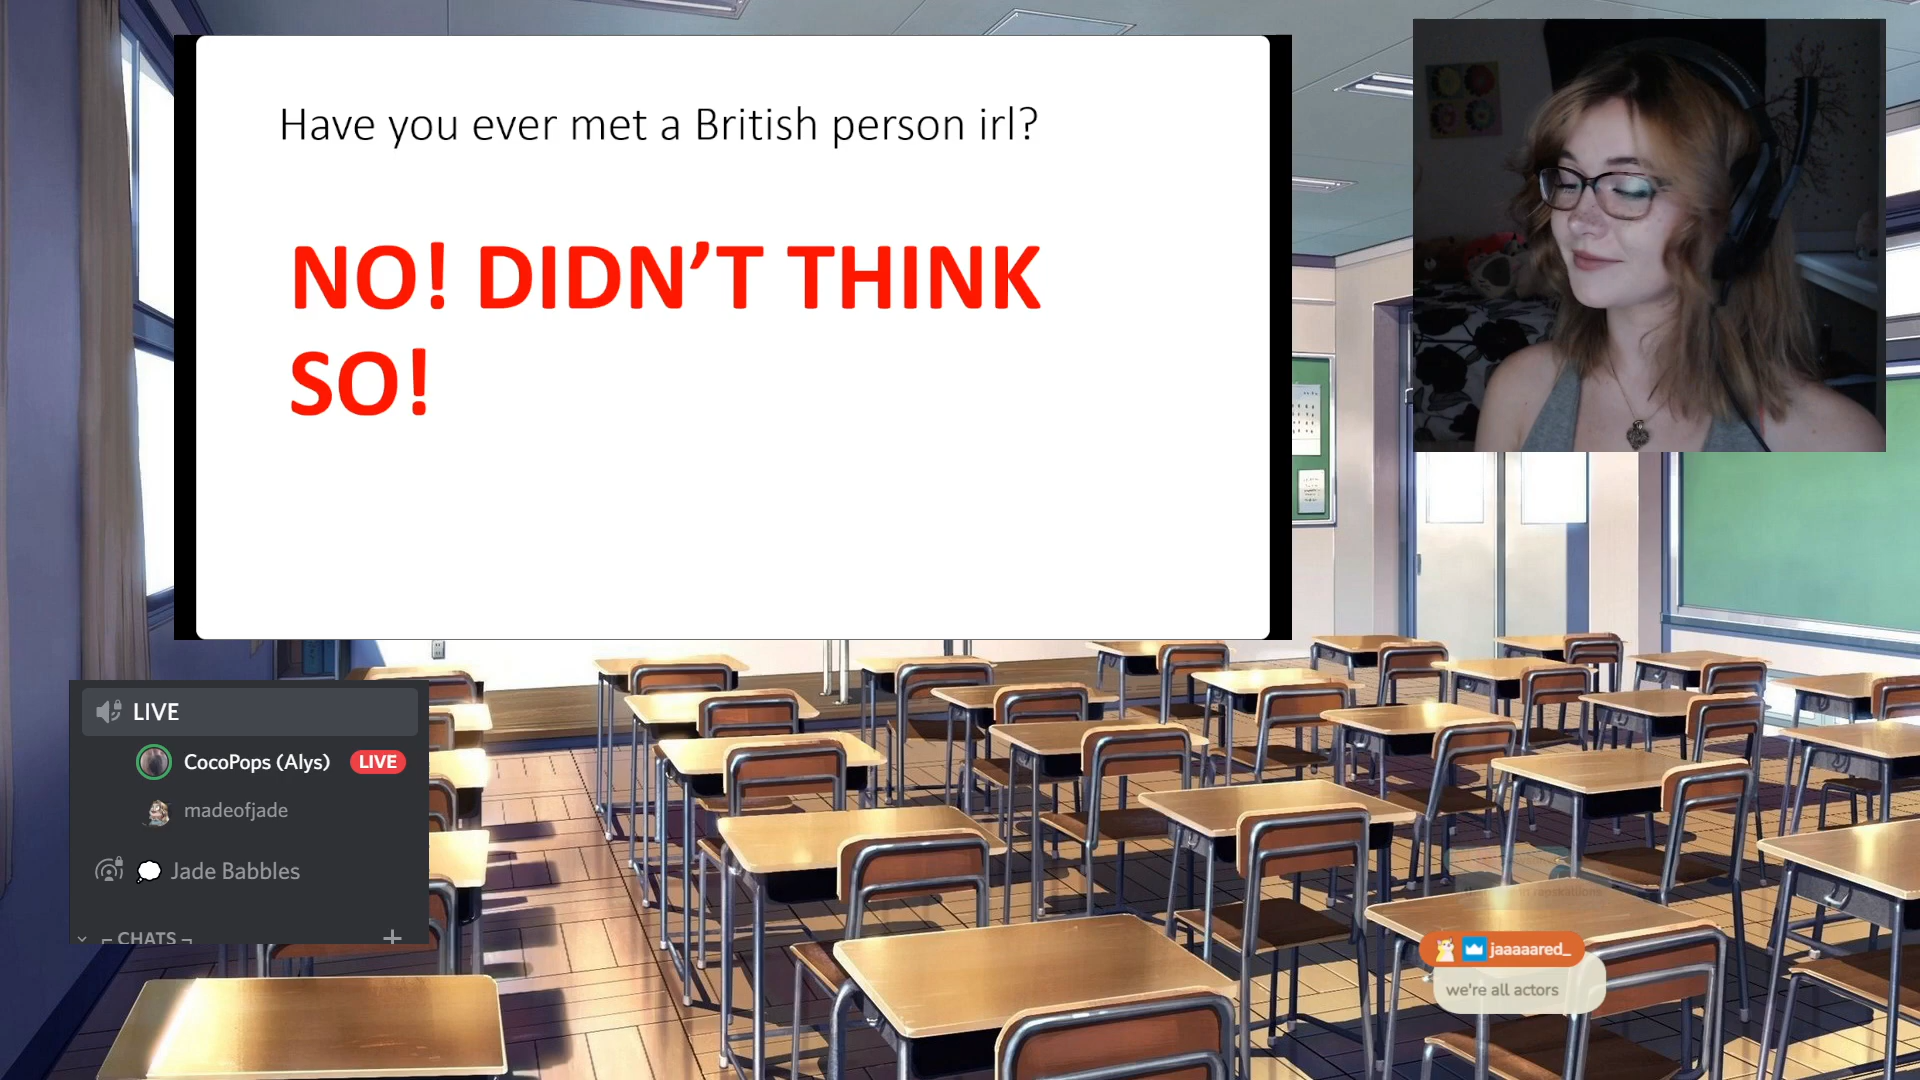 Have you ever met a British person irl?
NO! DIDN'T THINK
SO!
LIVE
CocoPops (Alys) LIVE
madeofjade
Jade Babbles
CHATS
jaaaaared_
we're all actors